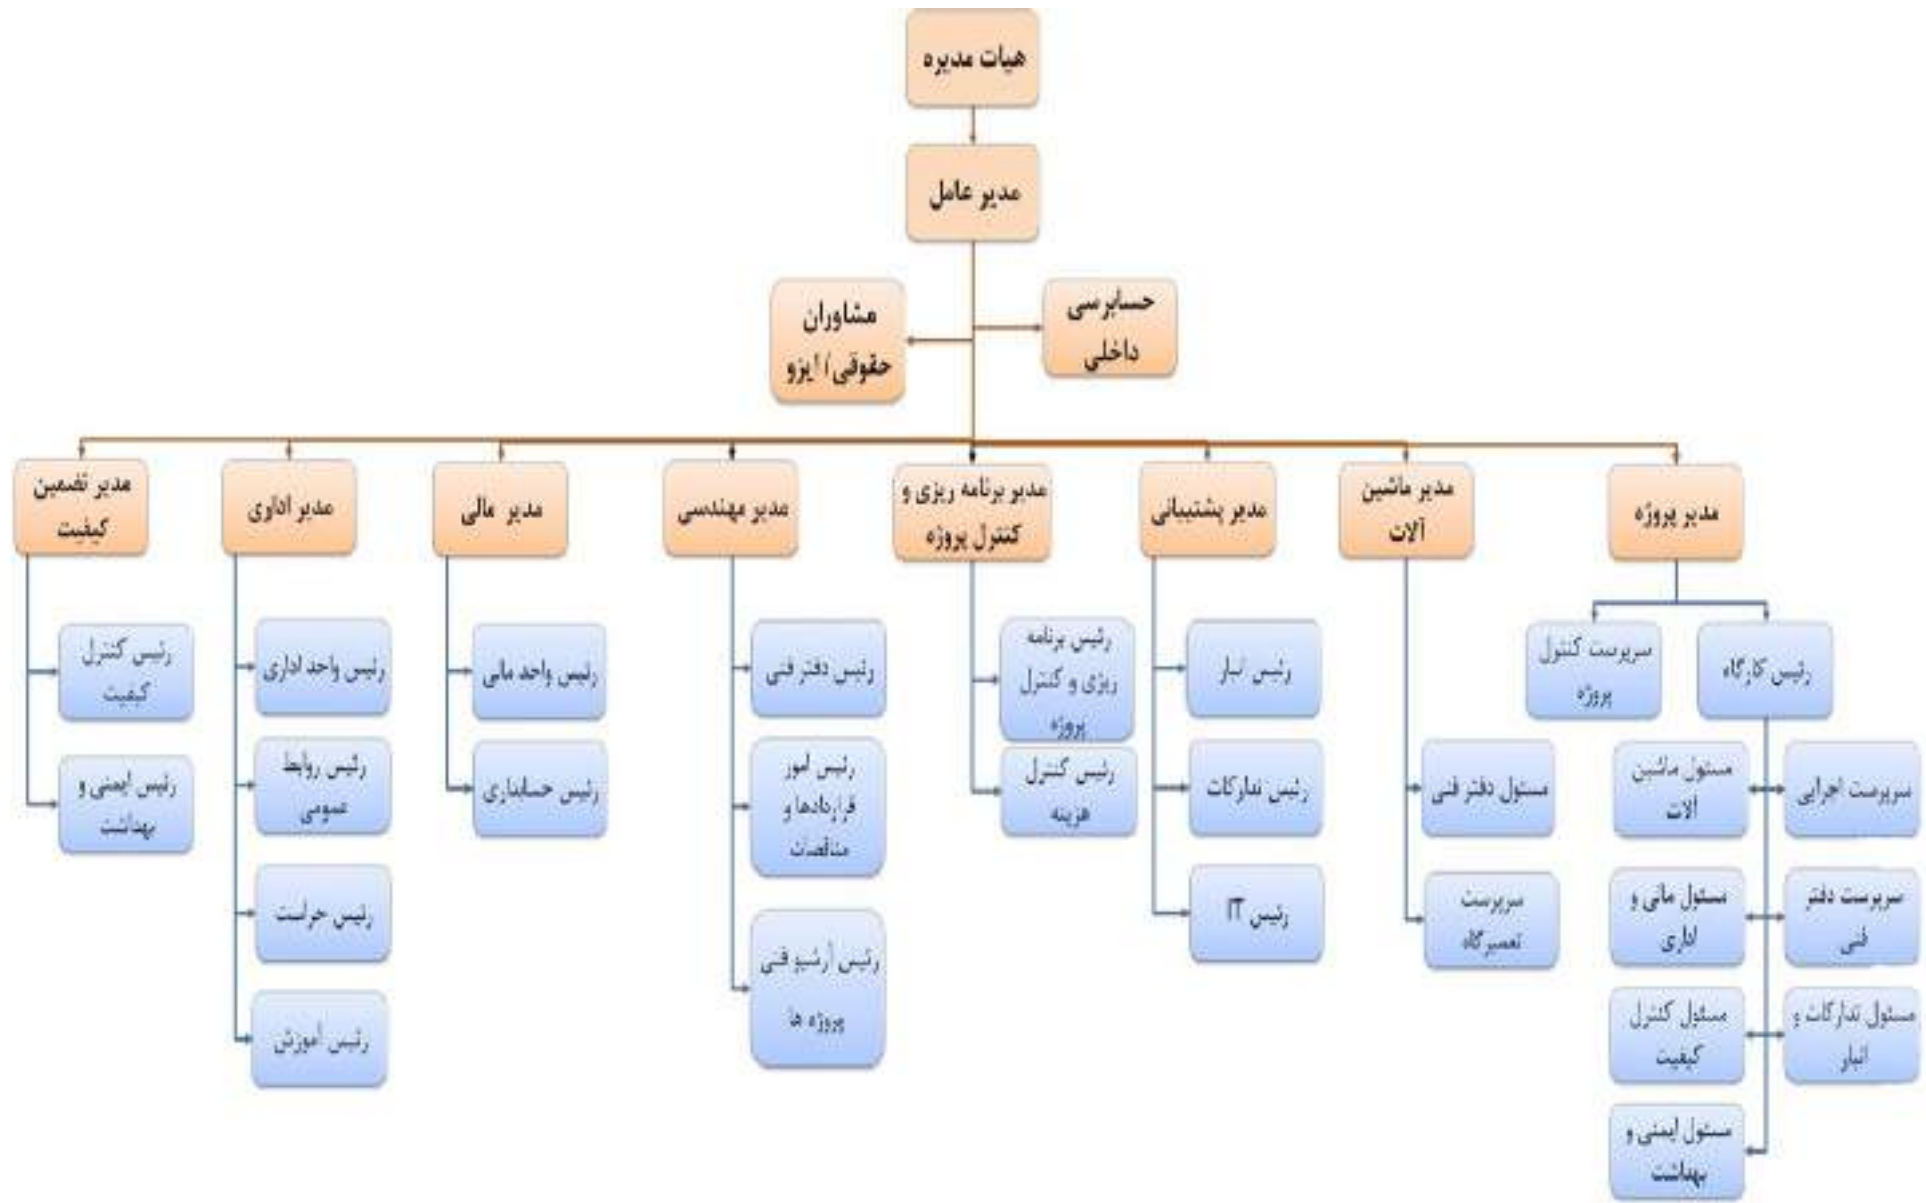 هیات مدیره
مدیر عامل
حسابرسی
داخلی
مشاوران
حقوقی/ایزو
مدیر پروژه
مدیر ماشین
آلات
مدیر پشتیبانی
مدیر برنامه ریزی و
کنترل پروژه
مدیر مهندسی
مدیر مالی
مدیر اداری
مدیر تضمین
کیفیت
رئیس کارگاه
سرپرست کنترل
پروژه
سرپرست اجرایی
مسئول ماشین
آلات
سرپرست دفتر
فنی
مسئول مالی و
اداری
مسئول تدارکات و
انبار
مسئول کنترل
کیفیت
مسئول ایمنی و
بهداشت
مسئول دفتر فنی
سرپرست
تعمیرگاه
رئیس انبار
رئیس تدارکات
رئیس IT
رئیس برنامه
ریزی و کنترل
پروژه
رئیس کنترل
هزینه
رئیس دفتر فنی
رئیس امور
قراردادها و
مناقصات
رئیس آرشیو فنی
پروژه ها
رئیس واحد مالی
رئیس حسابداری
رئیس واحد اداری
رئیس روابط
عمومی
رئیس حراست
رئیس آموزش
رئیس کنترل
کیفیت
رئیس ایمنی و
بهداشت